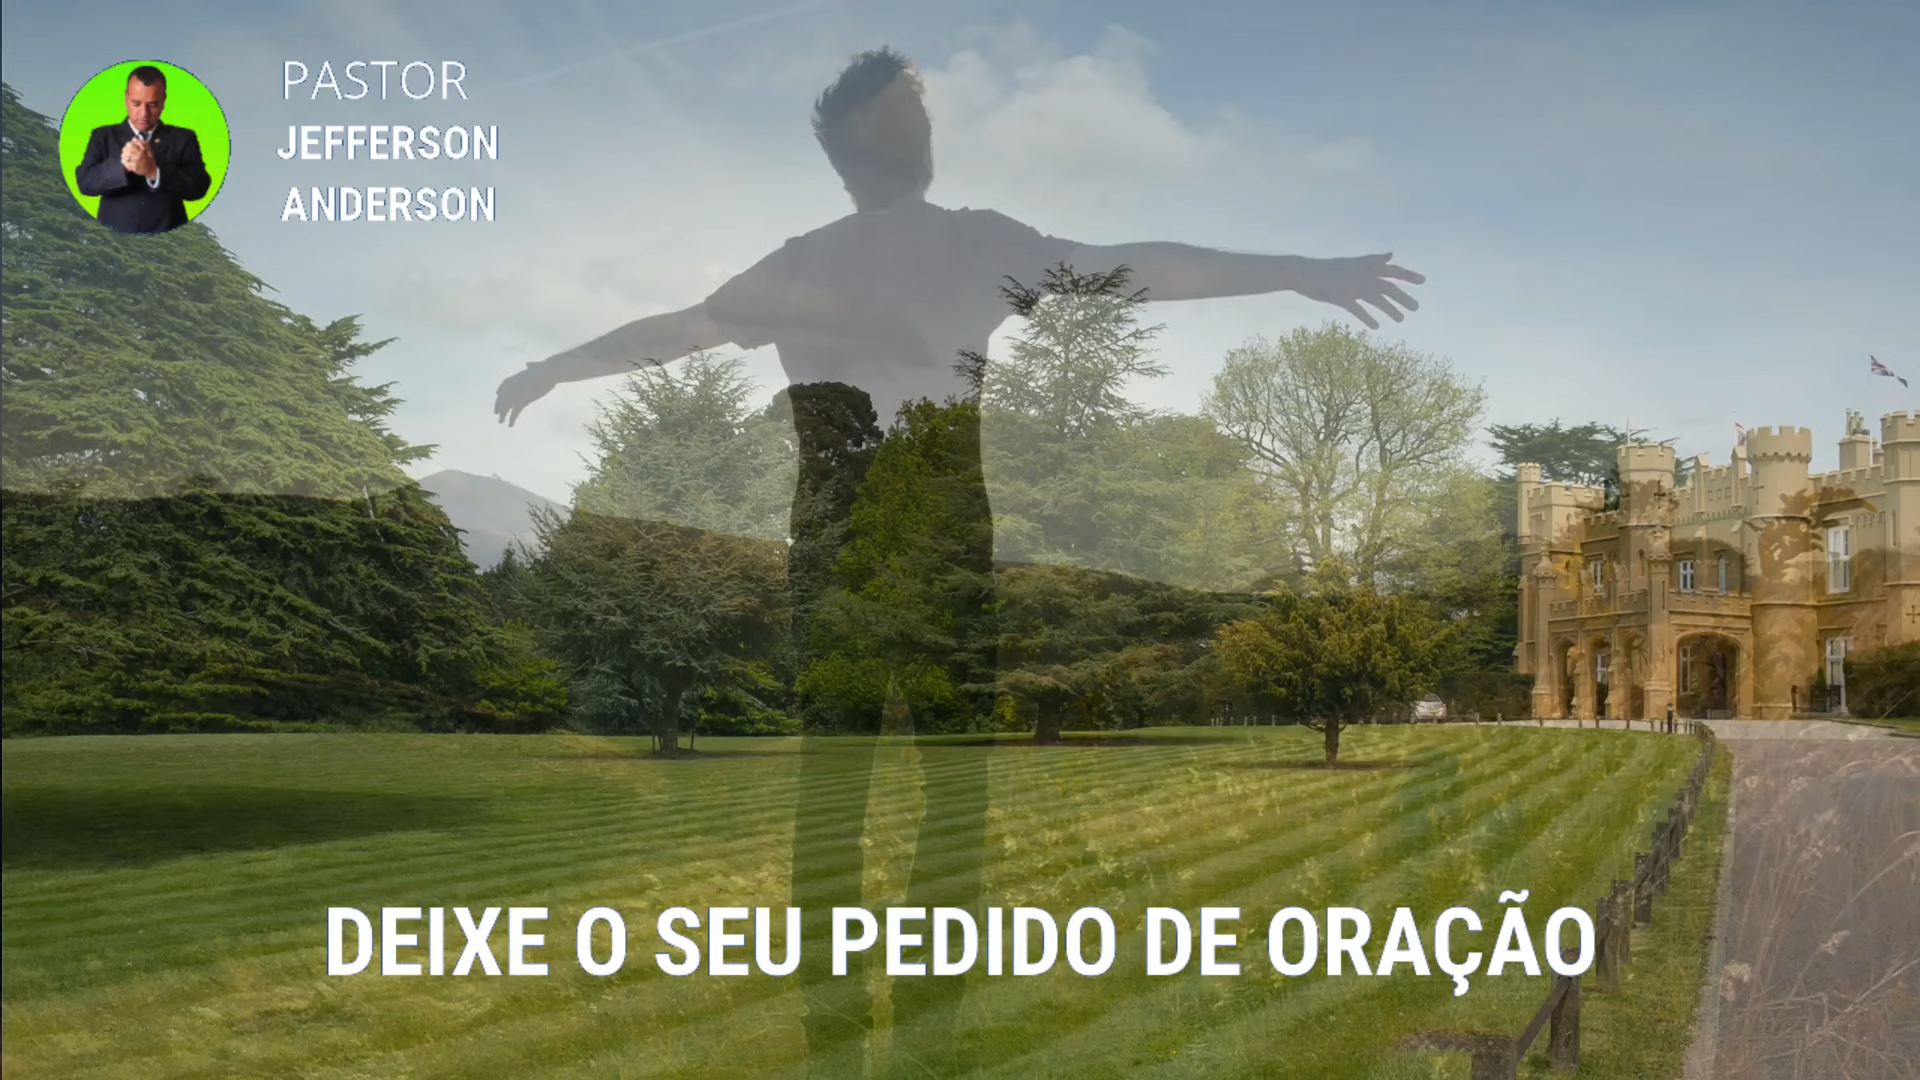 PASTOR
JEFFERSON
ANDERSON
DEIXE O SEU PEDIDO DE ORAÇÃO